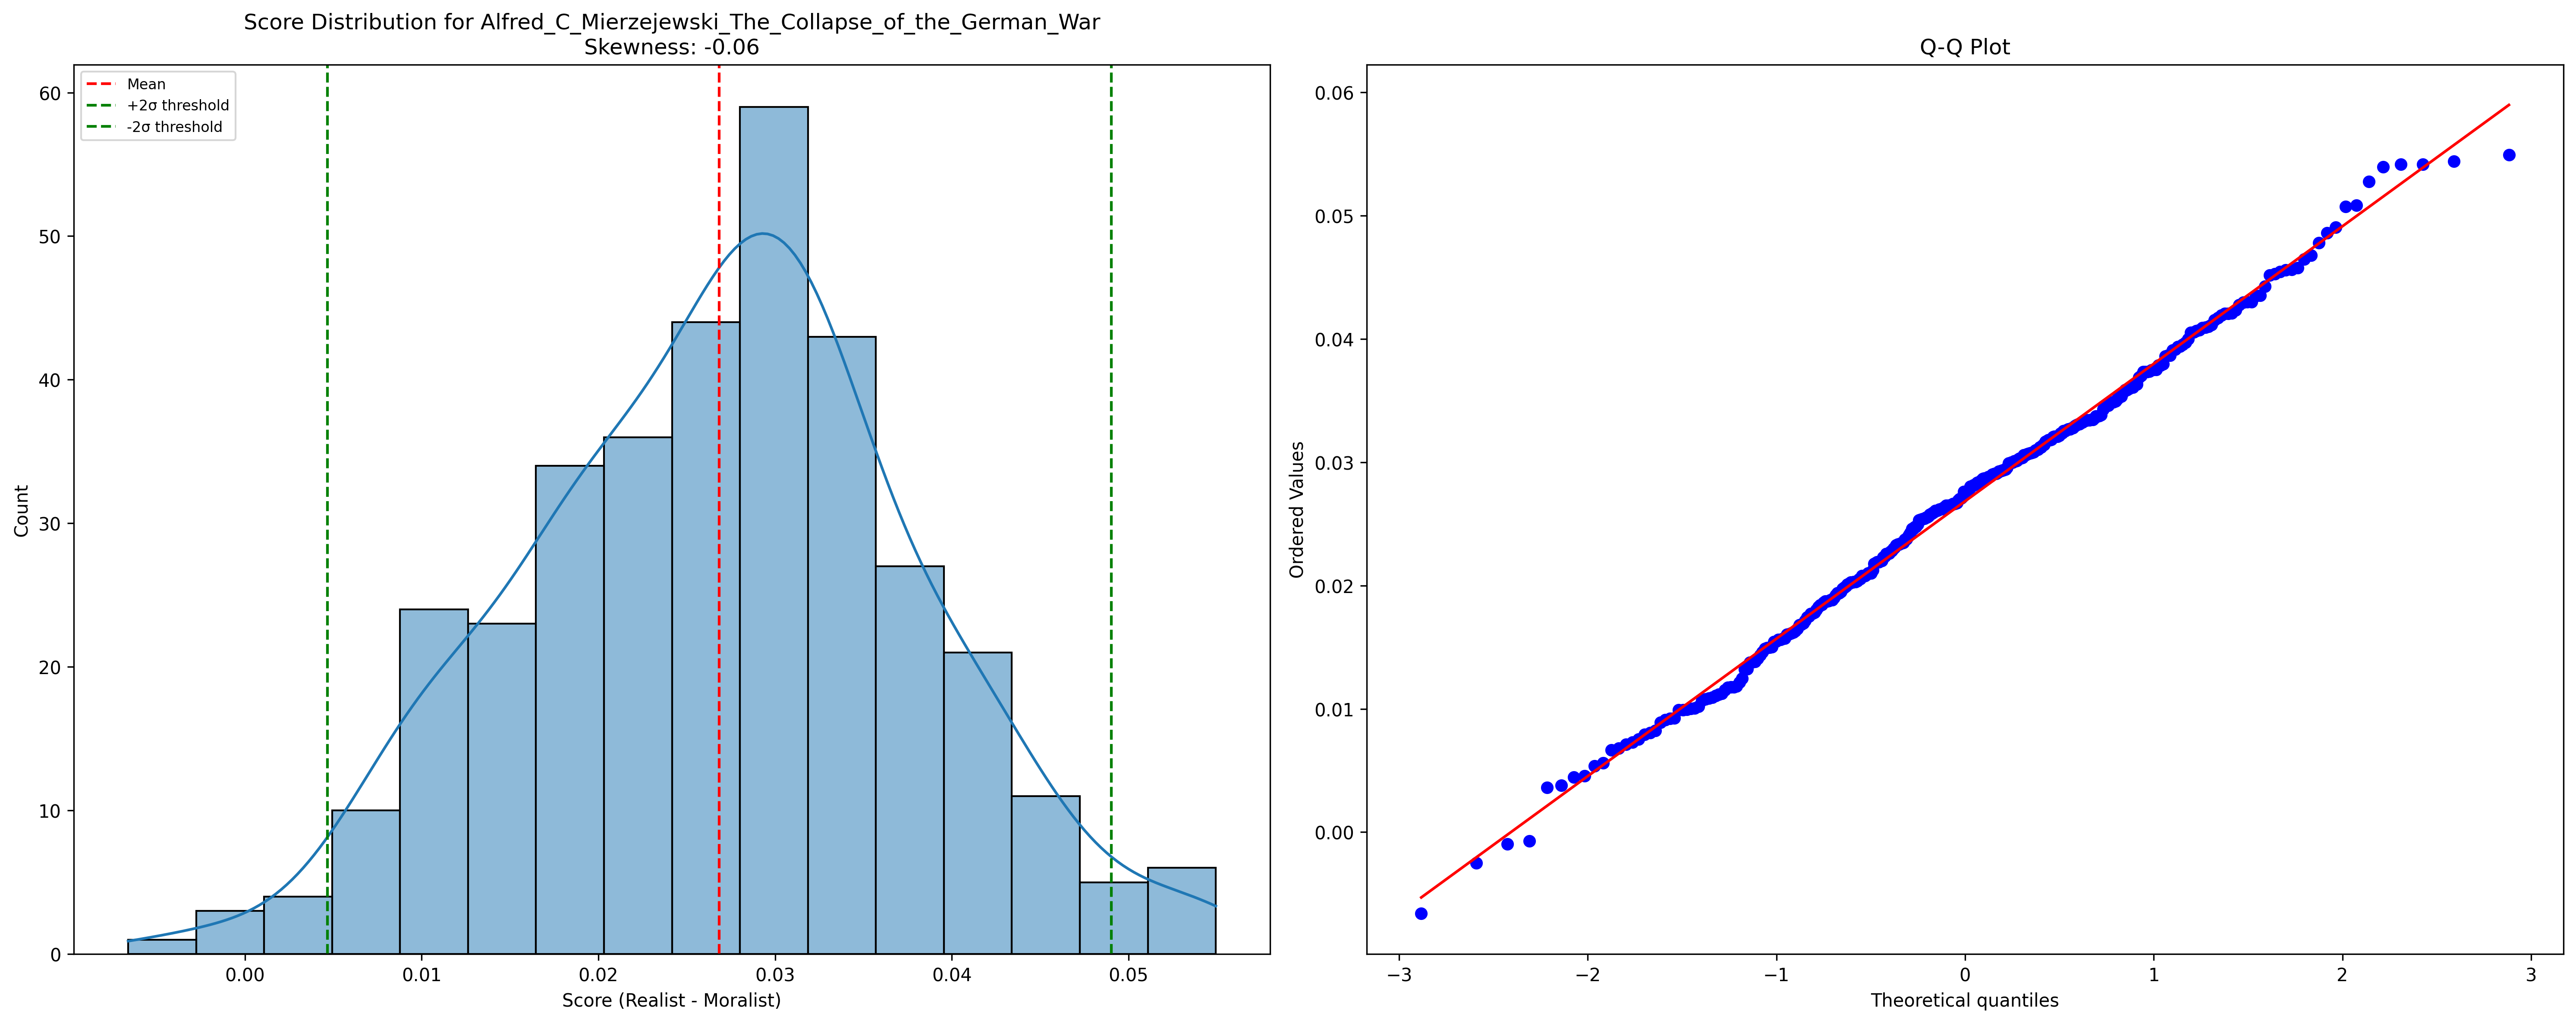 Score Distribution for Alfred_C_Mierzejewski_The_Collapse_of_the_German_War
Skewness: -0.06
Mean
+2σ threshold
-2σ threshold
Count
60
50
40
30
20
10
0
0.00
0.01
0.02
0.03
0.04
0.05
Score (Realist - Moralist)
Q-Q Plot
Ordered Values
0.06
0.05
0.04
0.03
0.02
0.01
0.00
−3
−2
−1
0
1
2
3
Theoretical quantiles